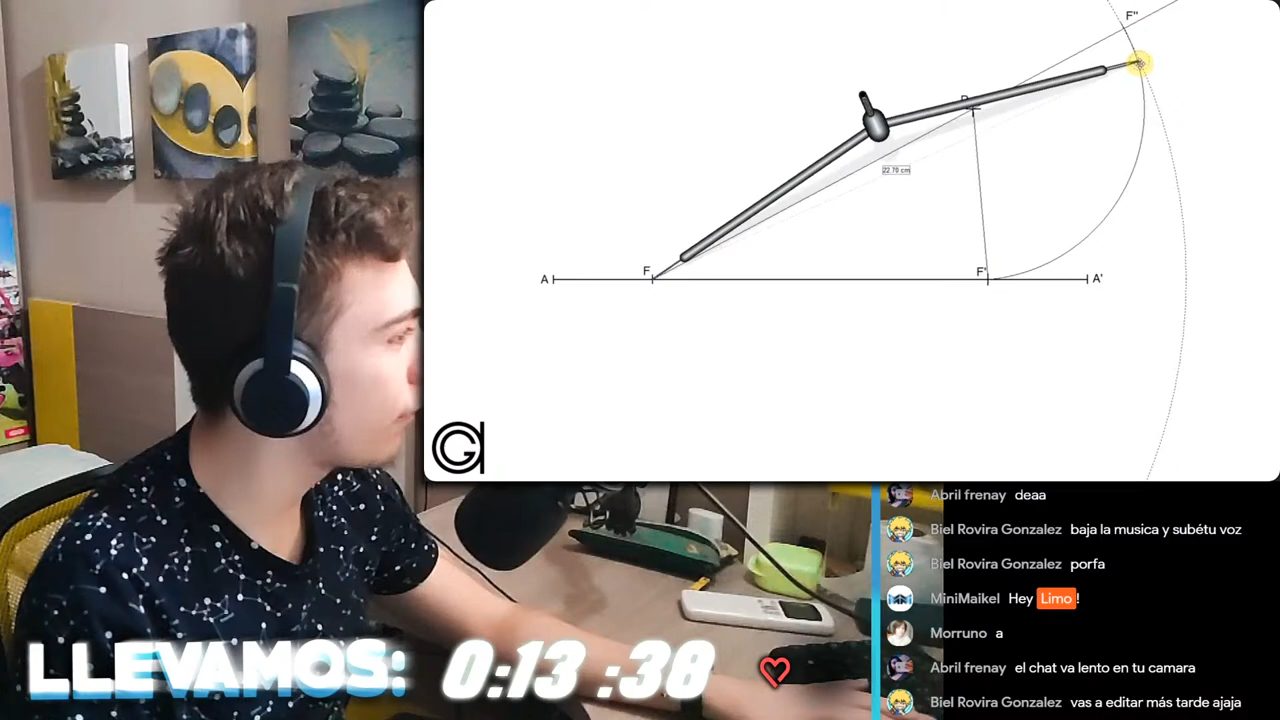 F''
P
22.70 cm
A
F
F'
A'
Abril frenay deaa
Biel Rovira Gonzalez baja la musica y subétu voz
Biel Rovira Gonzalez porfa
MiniMaikel Hey Limo!
Morruno a
Abril frenay el chat va lento en tu camara
Biel Rovira Gonzalez vas a editar más tarde ajaja
LLEVAMOS: 0:13 :38